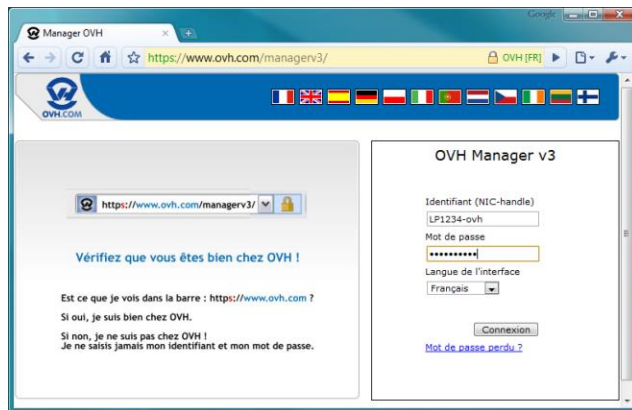 Google
Manager OVH
https://www.ovh.com/managerv3/
OVH [FR]
OVH.COM
https://www.ovh.com/managerv3/
Vérifiez que vous êtes bien chez OVH !
Est ce que je vois dans la barre : https://www.ovh.com ?
Si oui, je suis bien chez OVH.
Si non, je ne suis pas chez OVH !
Je ne saisis jamais mon identifiant et mon mot de passe.
OVH Manager v3
Identifiant (NIC-handle)
LP1234-ovh
Mot de passe
Langue de l'interface
Français
Connexion
Mot de passe perdu ?